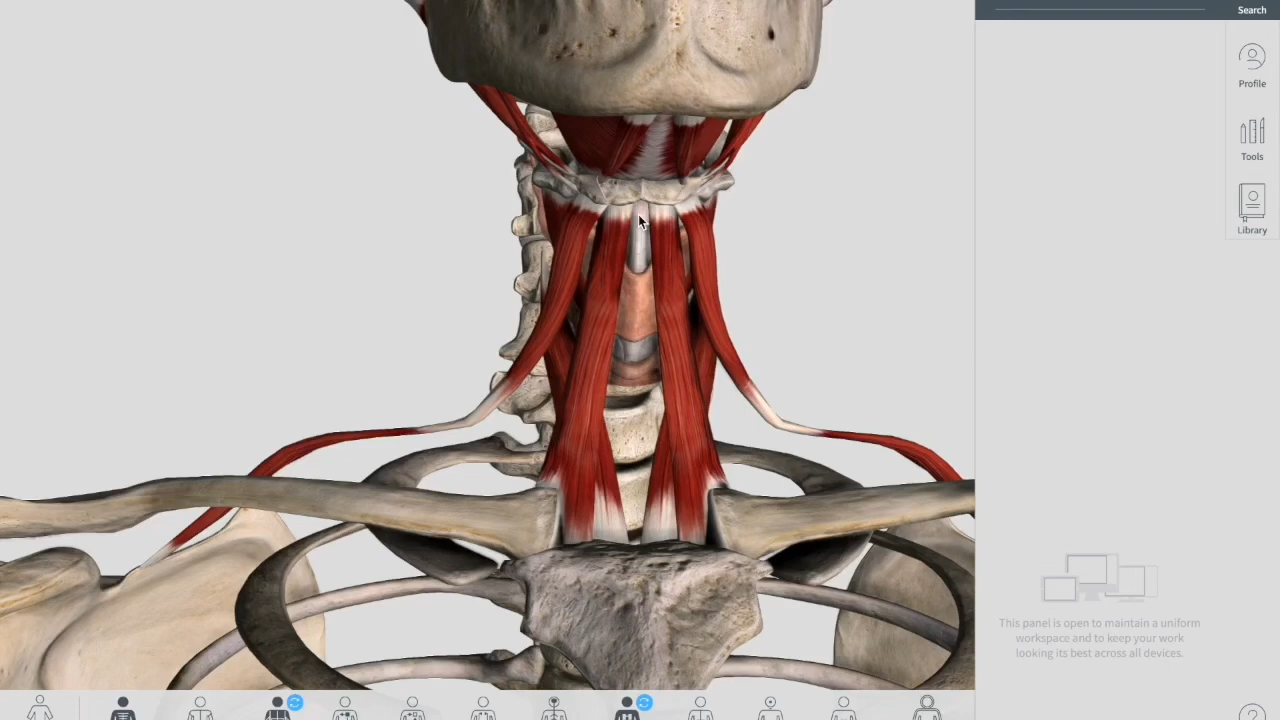 Search
Profile
Tools
Library
This panel is open to maintain a uniform
workspace and to keep your work
looking its best across all devices.
?